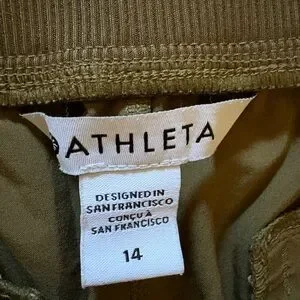 ATHLETA
DESIGNED IN
SAN FRANCISCO
CONÇU À
SAN FRANCISCO
14